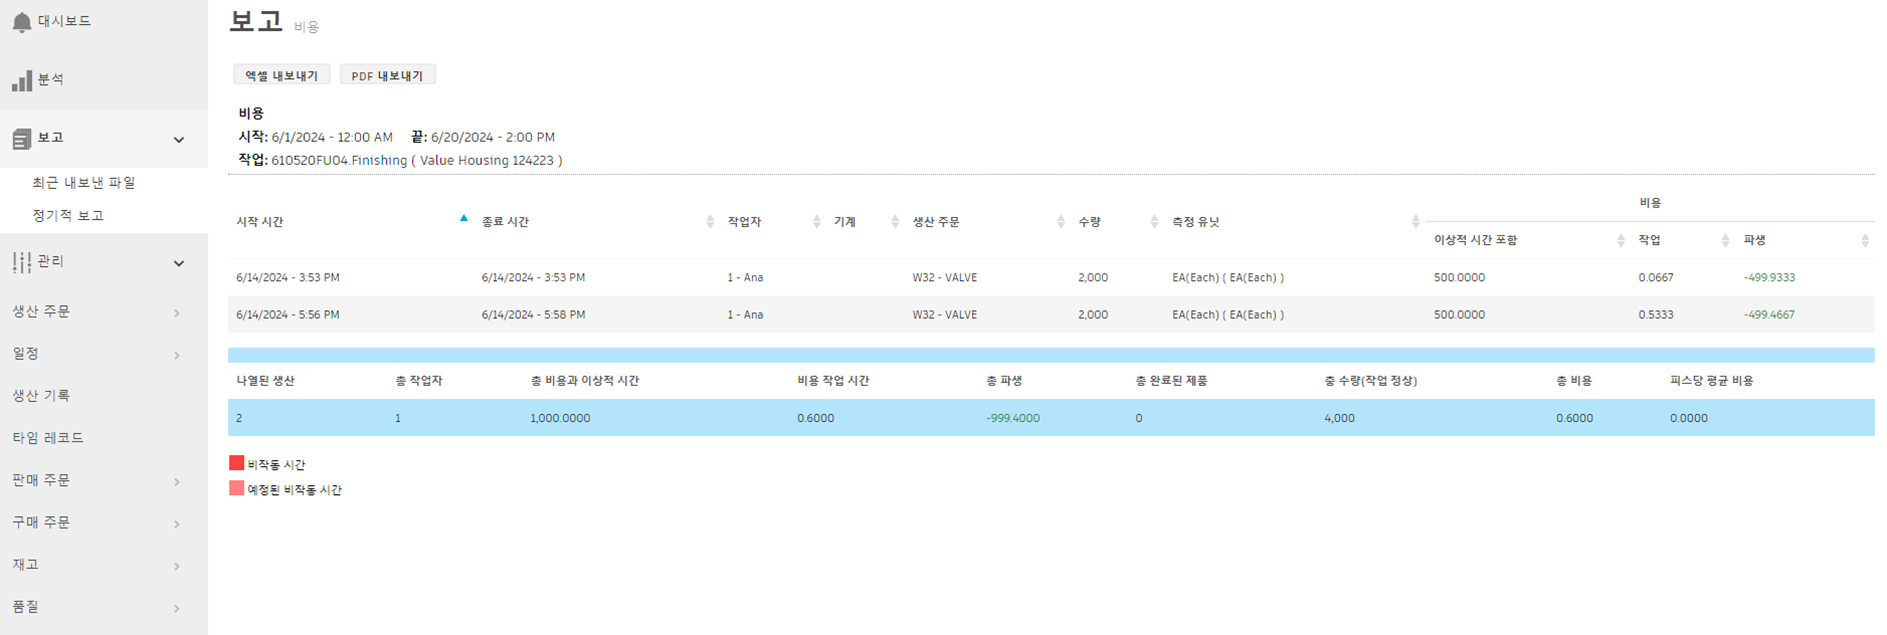 대시보드
분석
보고
최근 내보낸 파일
정기적 보고
관리
생산 주문
일정
생산 기록
타임 레코드
판매 주문
구매 주문
재고
품질
보고 비용
엑셀 내보내기 PDF 내보내기
비용
시작: 6/1/2024 - 12:00 AM 끝: 6/20/2024 - 2:00 PM
작업: 610520FU04.Finishing ( Value Housing 124223 )
비용
시작 시간 종료 시간 작업자 기계 생산 주문 수량 측정 유닛
이상적 시간 포함 작업 파생
6/14/2024 - 3:53 PM 6/14/2024 - 3:53 PM 1 - Ana W32 - VALVE 2,000 EA(Each) ( EA(Each) ) 500.0000 0.0667 -499.9333
6/14/2024 - 5:56 PM 6/14/2024 - 5:58 PM 1 - Ana W32 - VALVE 2,000 EA(Each) ( EA(Each) ) 500.0000 0.5333 -499.4667
나열된 생산 총 작업자 총 비용과 이상적 시간 비용 작업 시간 총 파생 총 완료된 제품 총 수량(작업 정상) 총 비용 피스당 평균 비용
2 1 1,000.0000 0.6000 -999.4000 0 4,000 0.6000 0.0000
비작동 시간
예정된 비작동 시간